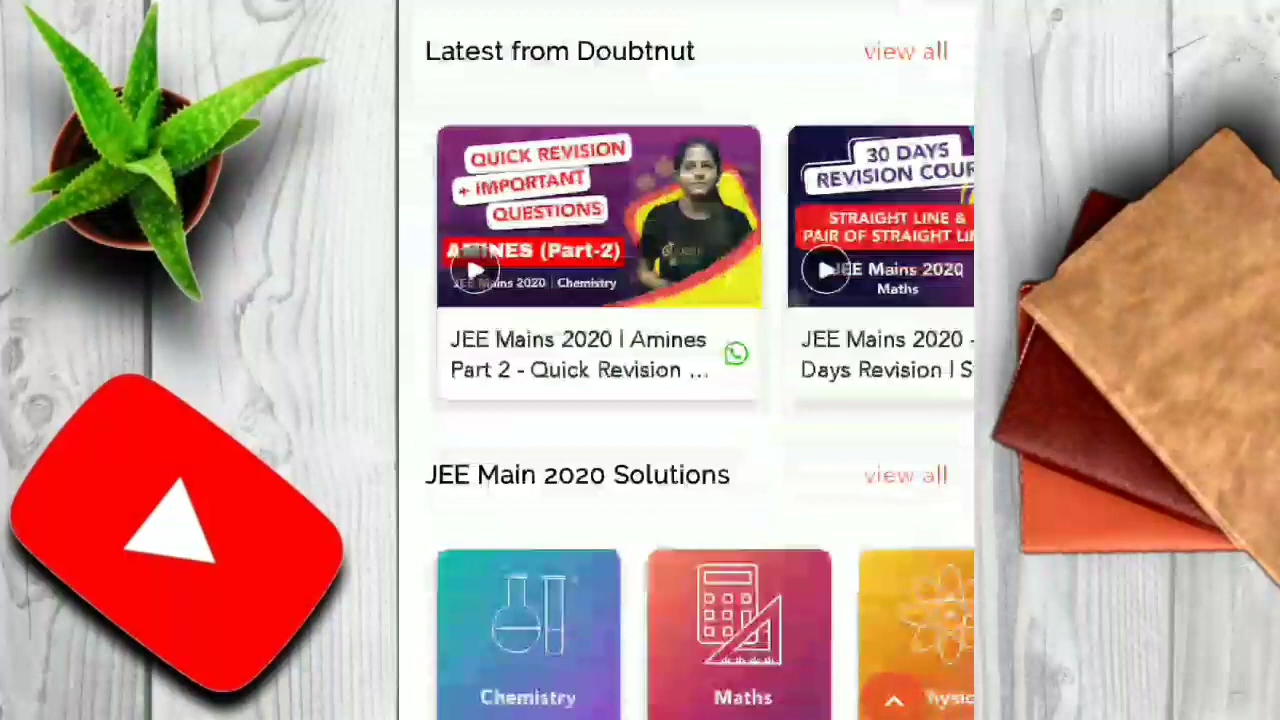 Latest from Doubtnut
view all
QUICK REVISION
+ IMPORTANT
QUESTIONS
AMINES (Part-2)
JEE Mains 2020 | Chemistry
JEE Mains 2020 | Amines
Part 2 - Quick Revision ...
30 DAYS
REVISION COUR
STRAIGHT LINE &
PAIR OF STRAIGHT LIN
JEE Mains 2020
Maths
JEE Mains 2020 -
Days Revision | S
JEE Main 2020 Solutions
view all
Chemistry
Maths
hysic